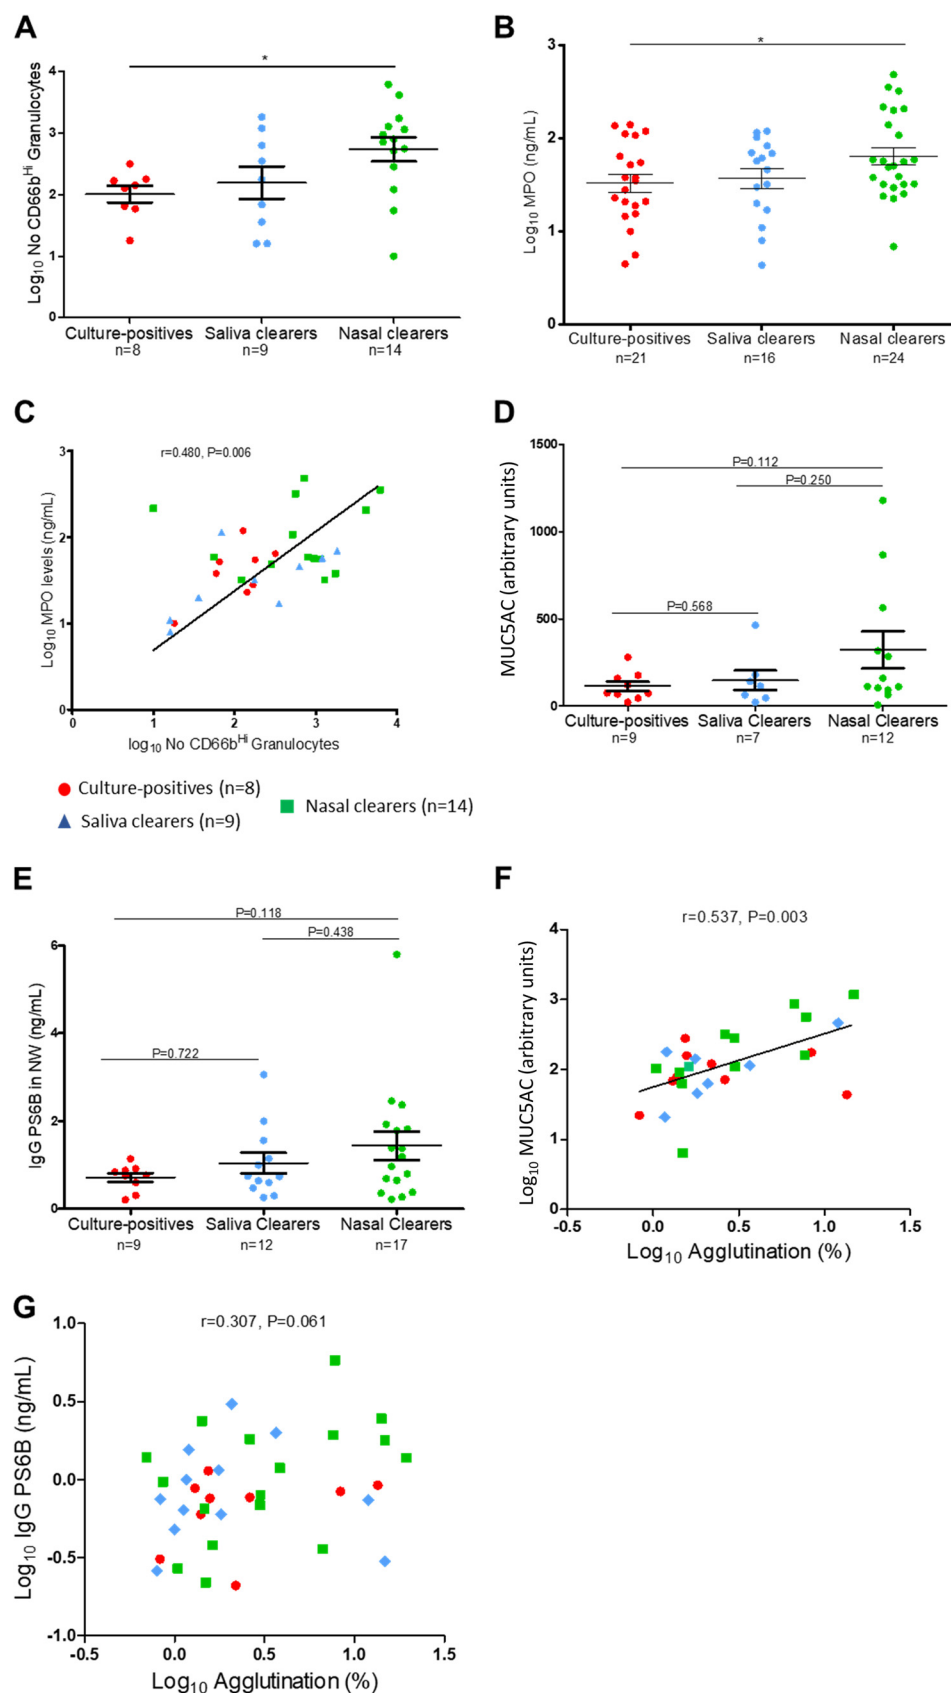 A
Log10 No CD66bHi Granulocytes
*
4
3
2
1
0
Culture-positives
Saliva clearers
Nasal clearers
n=8
n=9
n=14
B
Log10 MPO (ng/mL)
*
3
2
1
0
Culture-positives
Saliva clearers
Nasal clearers
n=21
n=16
n=24
C
r=0.480, P=0.006
Log10 MPO levels (ng/mL)
3
2
1
0
0
1
2
3
4
log10 No CD66bHi Granulocytes
Culture-positives (n=8)
Nasal clearers (n=14)
Saliva clearers (n=9)
D
MUC5AC (arbitrary units)
1500
1000
500
0
P=0.112
P=0.250
P=0.568
Culture-positives
Saliva Clearers
Nasal Clearers
n=9
n=7
n=12
E
IgG PS6B in NW (ng/mL)
P=0.118
P=0.438
P=0.722
6
4
2
0
Culture-positives
Saliva Clearers
Nasal Clearers
n=9
n=12
n=17
F
r=0.537, P=0.003
Log10 MUC5AC (arbitrary units)
4
3
2
1
0
-0.5
0.0
0.5
1.0
1.5
Log10 Agglutination (%)
G
r=0.307, P=0.061
Log10 IgG PS6B (ng/mL)
1.0
0.5
0.0
-0.5
-1.0
-0.5
0.0
0.5
1.0
1.5
Log10 Agglutination (%)